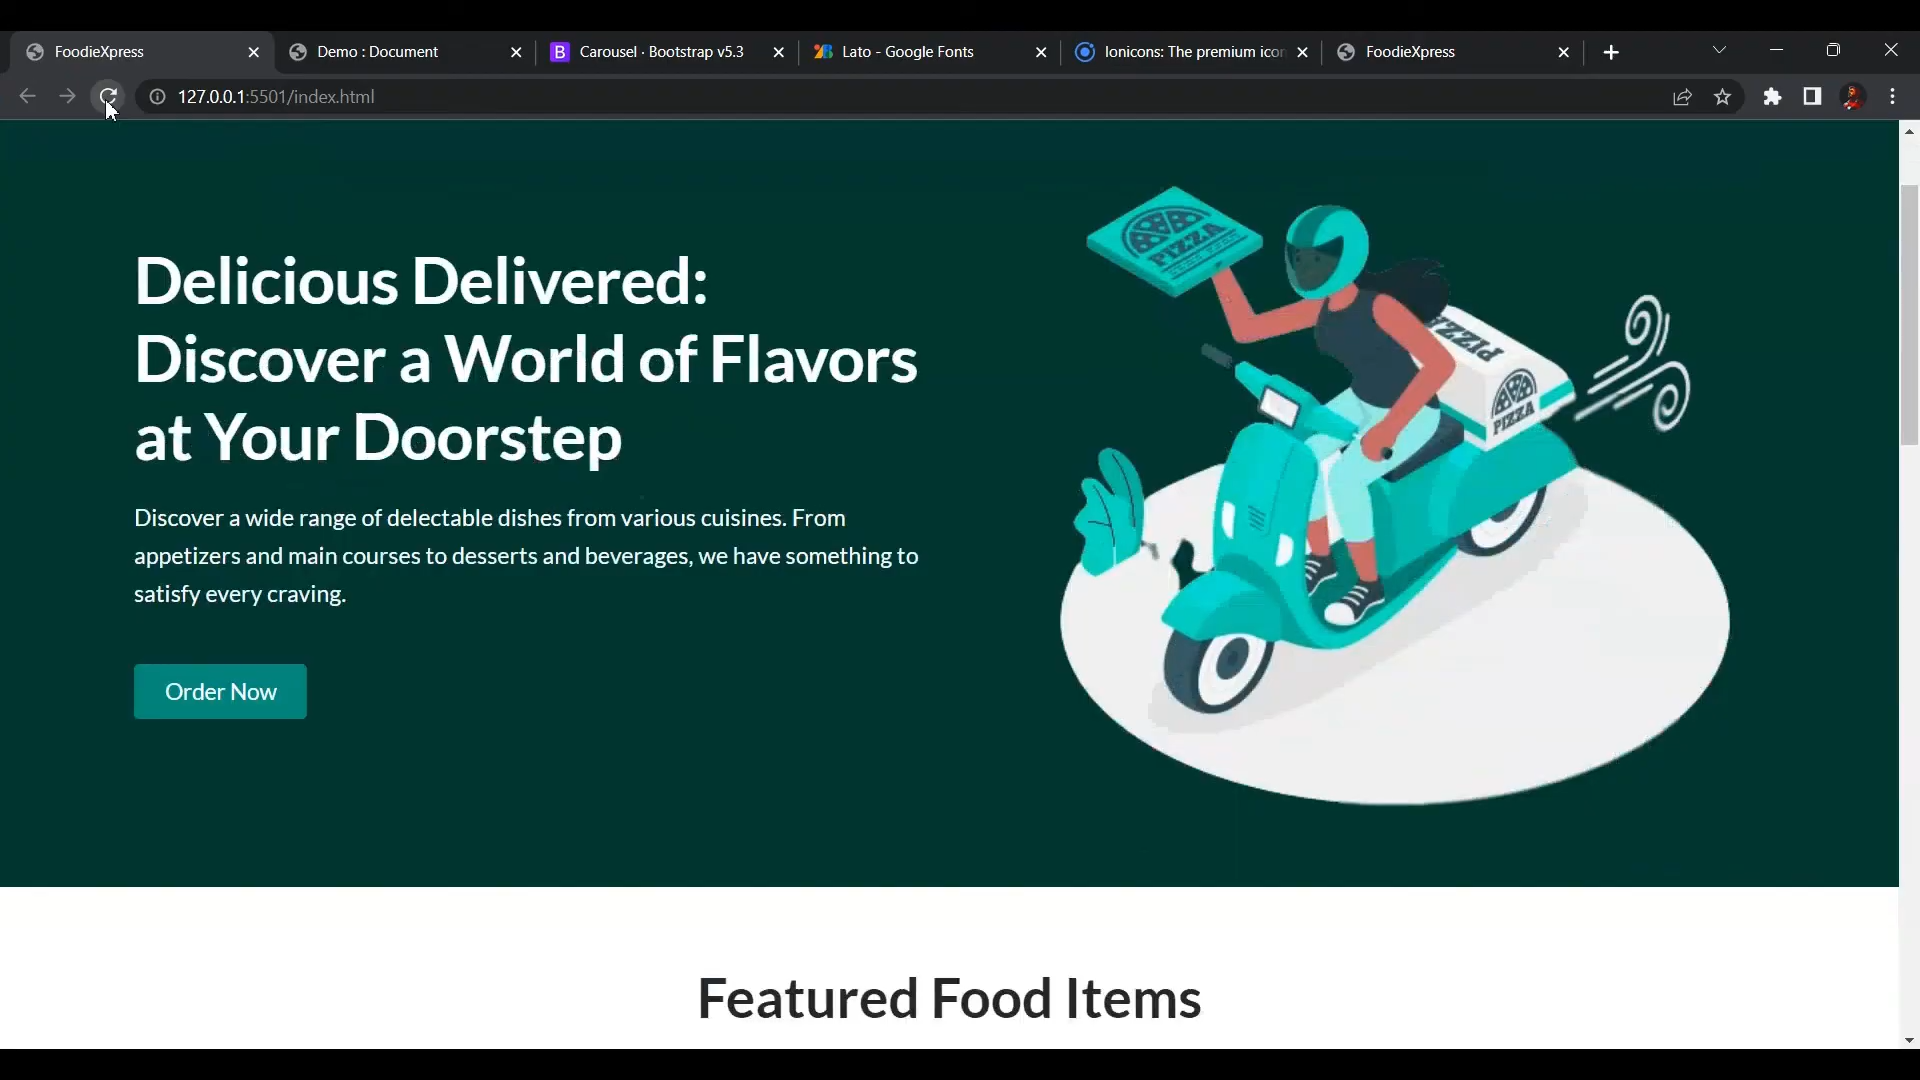 FoodieXpress
Demo : Document
Carousel · Bootstrap v5.3
Lato - Google Fonts
Ionicons: The premium icon
FoodieXpress
127.0.0.1:5501/index.html
Delicious Delivered:
Discover a World of Flavors
at Your Doorstep
Discover a wide range of delectable dishes from various cuisines. From
appetizers and main courses to desserts and beverages, we have something to
satisfy every craving.
Order Now
PIZZA
PIZZA
PIZZA
Featured Food Items